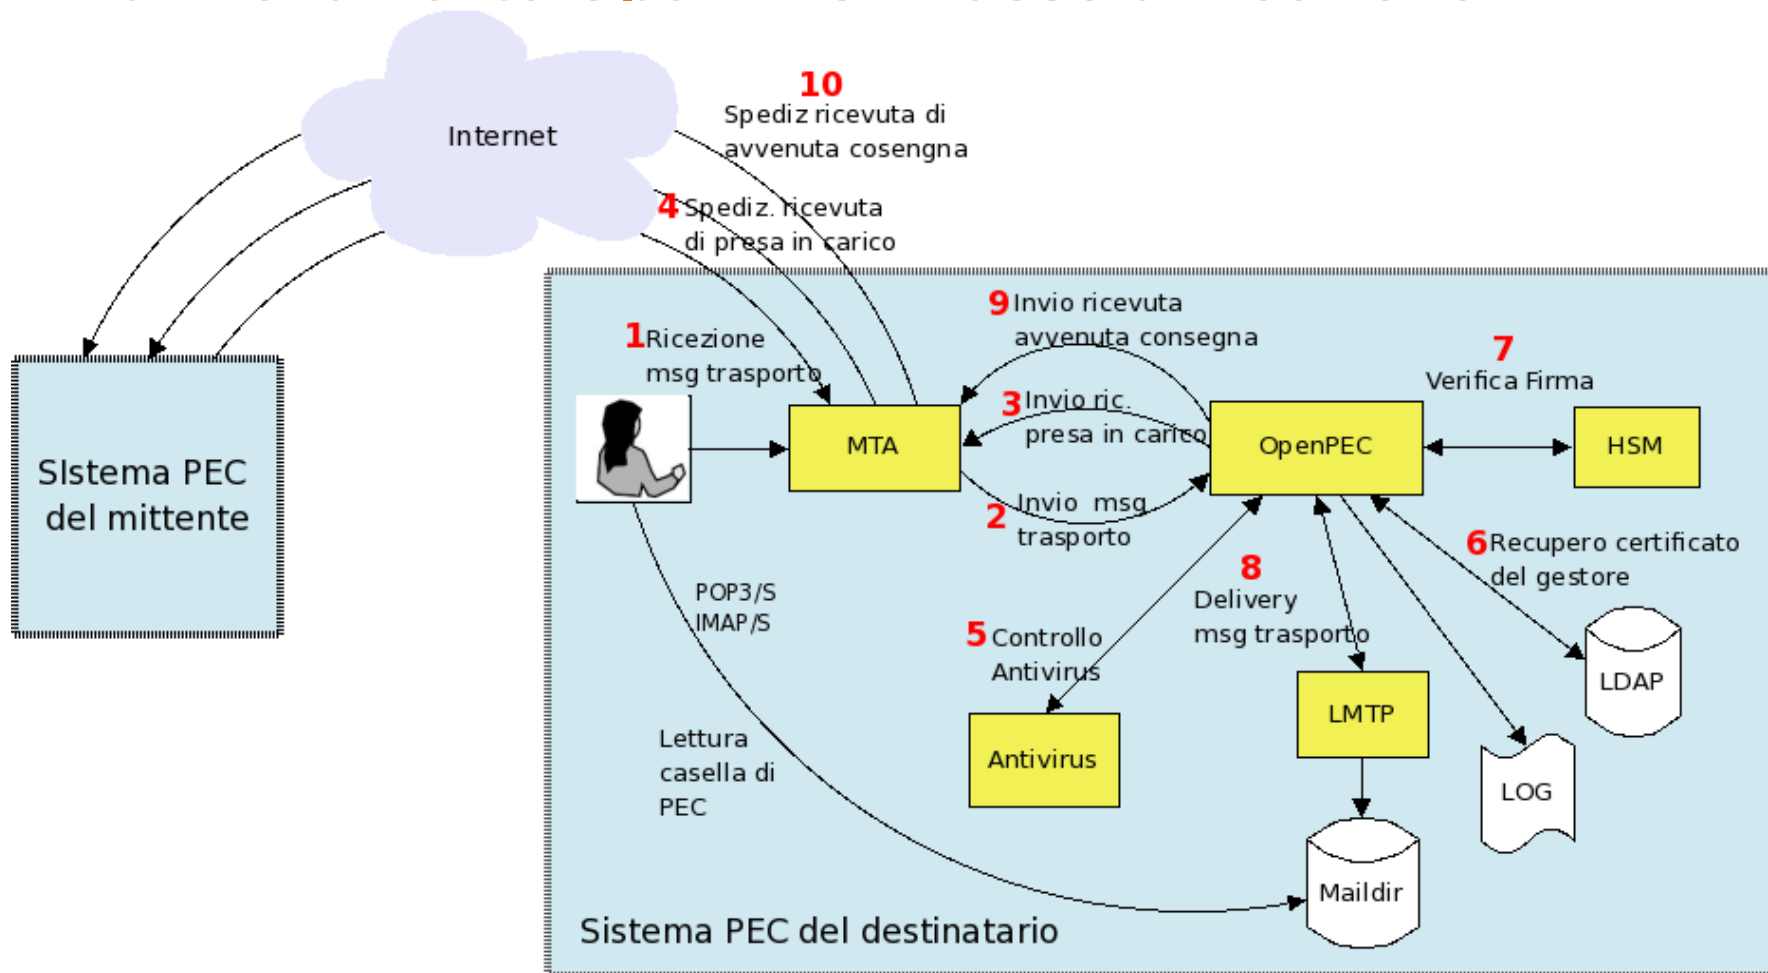 10
Spediz ricevuta di
avvenuta cosengna
Internet
4 Spediz. ricevuta
di presa in carico
9 Invio ricevuta
avvenuta consegna
1 Ricezione
msg trasporto
7
Verifica Firma
3 Invio ric.
presa in carico
MTA
OpenPEC
HSM
SIstema PEC
del mittente
2 Invio msg
trasporto
6 Recupero certificato
del gestore
8
Delivery
msg trasporto
POP3/S
IMAP/S
5 Controllo
Antivirus
LDAP
LMTP
Lettura
casella di
PEC
Antivirus
LOG
Maildir
Sistema PEC del destinatario